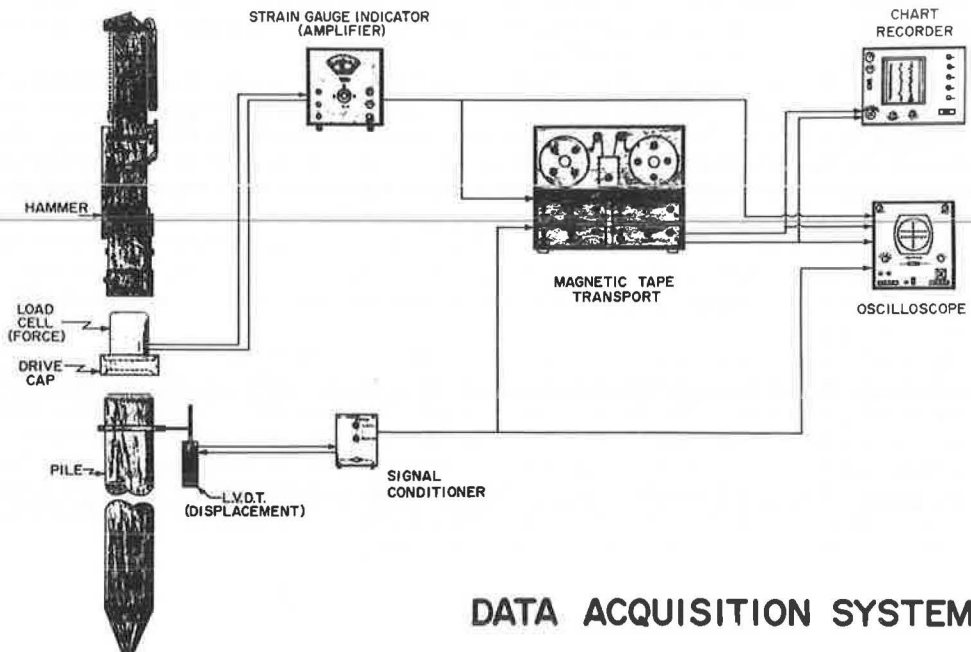 STRAIN GAUGE INDICATOR
(AMPLIFIER)
CHART
RECORDER
HAMMER
MAGNETIC TAPE
TRANSPORT
OSCILLOSCOPE
LOAD
CELL
(FORCE)
DRIVE
CAP
PILE
L.V.D.T.
(DISPLACEMENT)
SIGNAL
CONDITIONER
DATA ACQUISITION SYSTEM